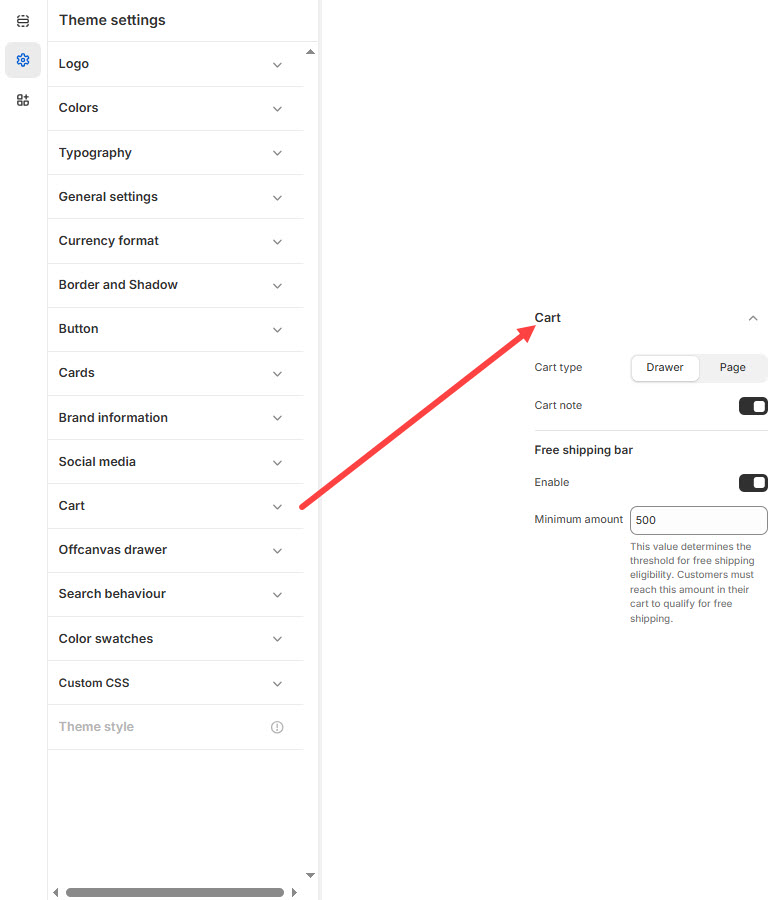 Theme settings
Logo
Colors
Typography
General settings
Currency format
Border and Shadow
Button
Cards
Brand information
Social media
Cart
Offcanvas drawer
Search behaviour
Color swatches
Custom CSS
Theme style
Cart
Cart type Drawer Page
Cart note
Free shipping bar
Enable
Minimum amount 500
This value determines the
threshold for free shipping
eligibility. Customers must
reach this amount in their
cart to qualify for free
shipping.